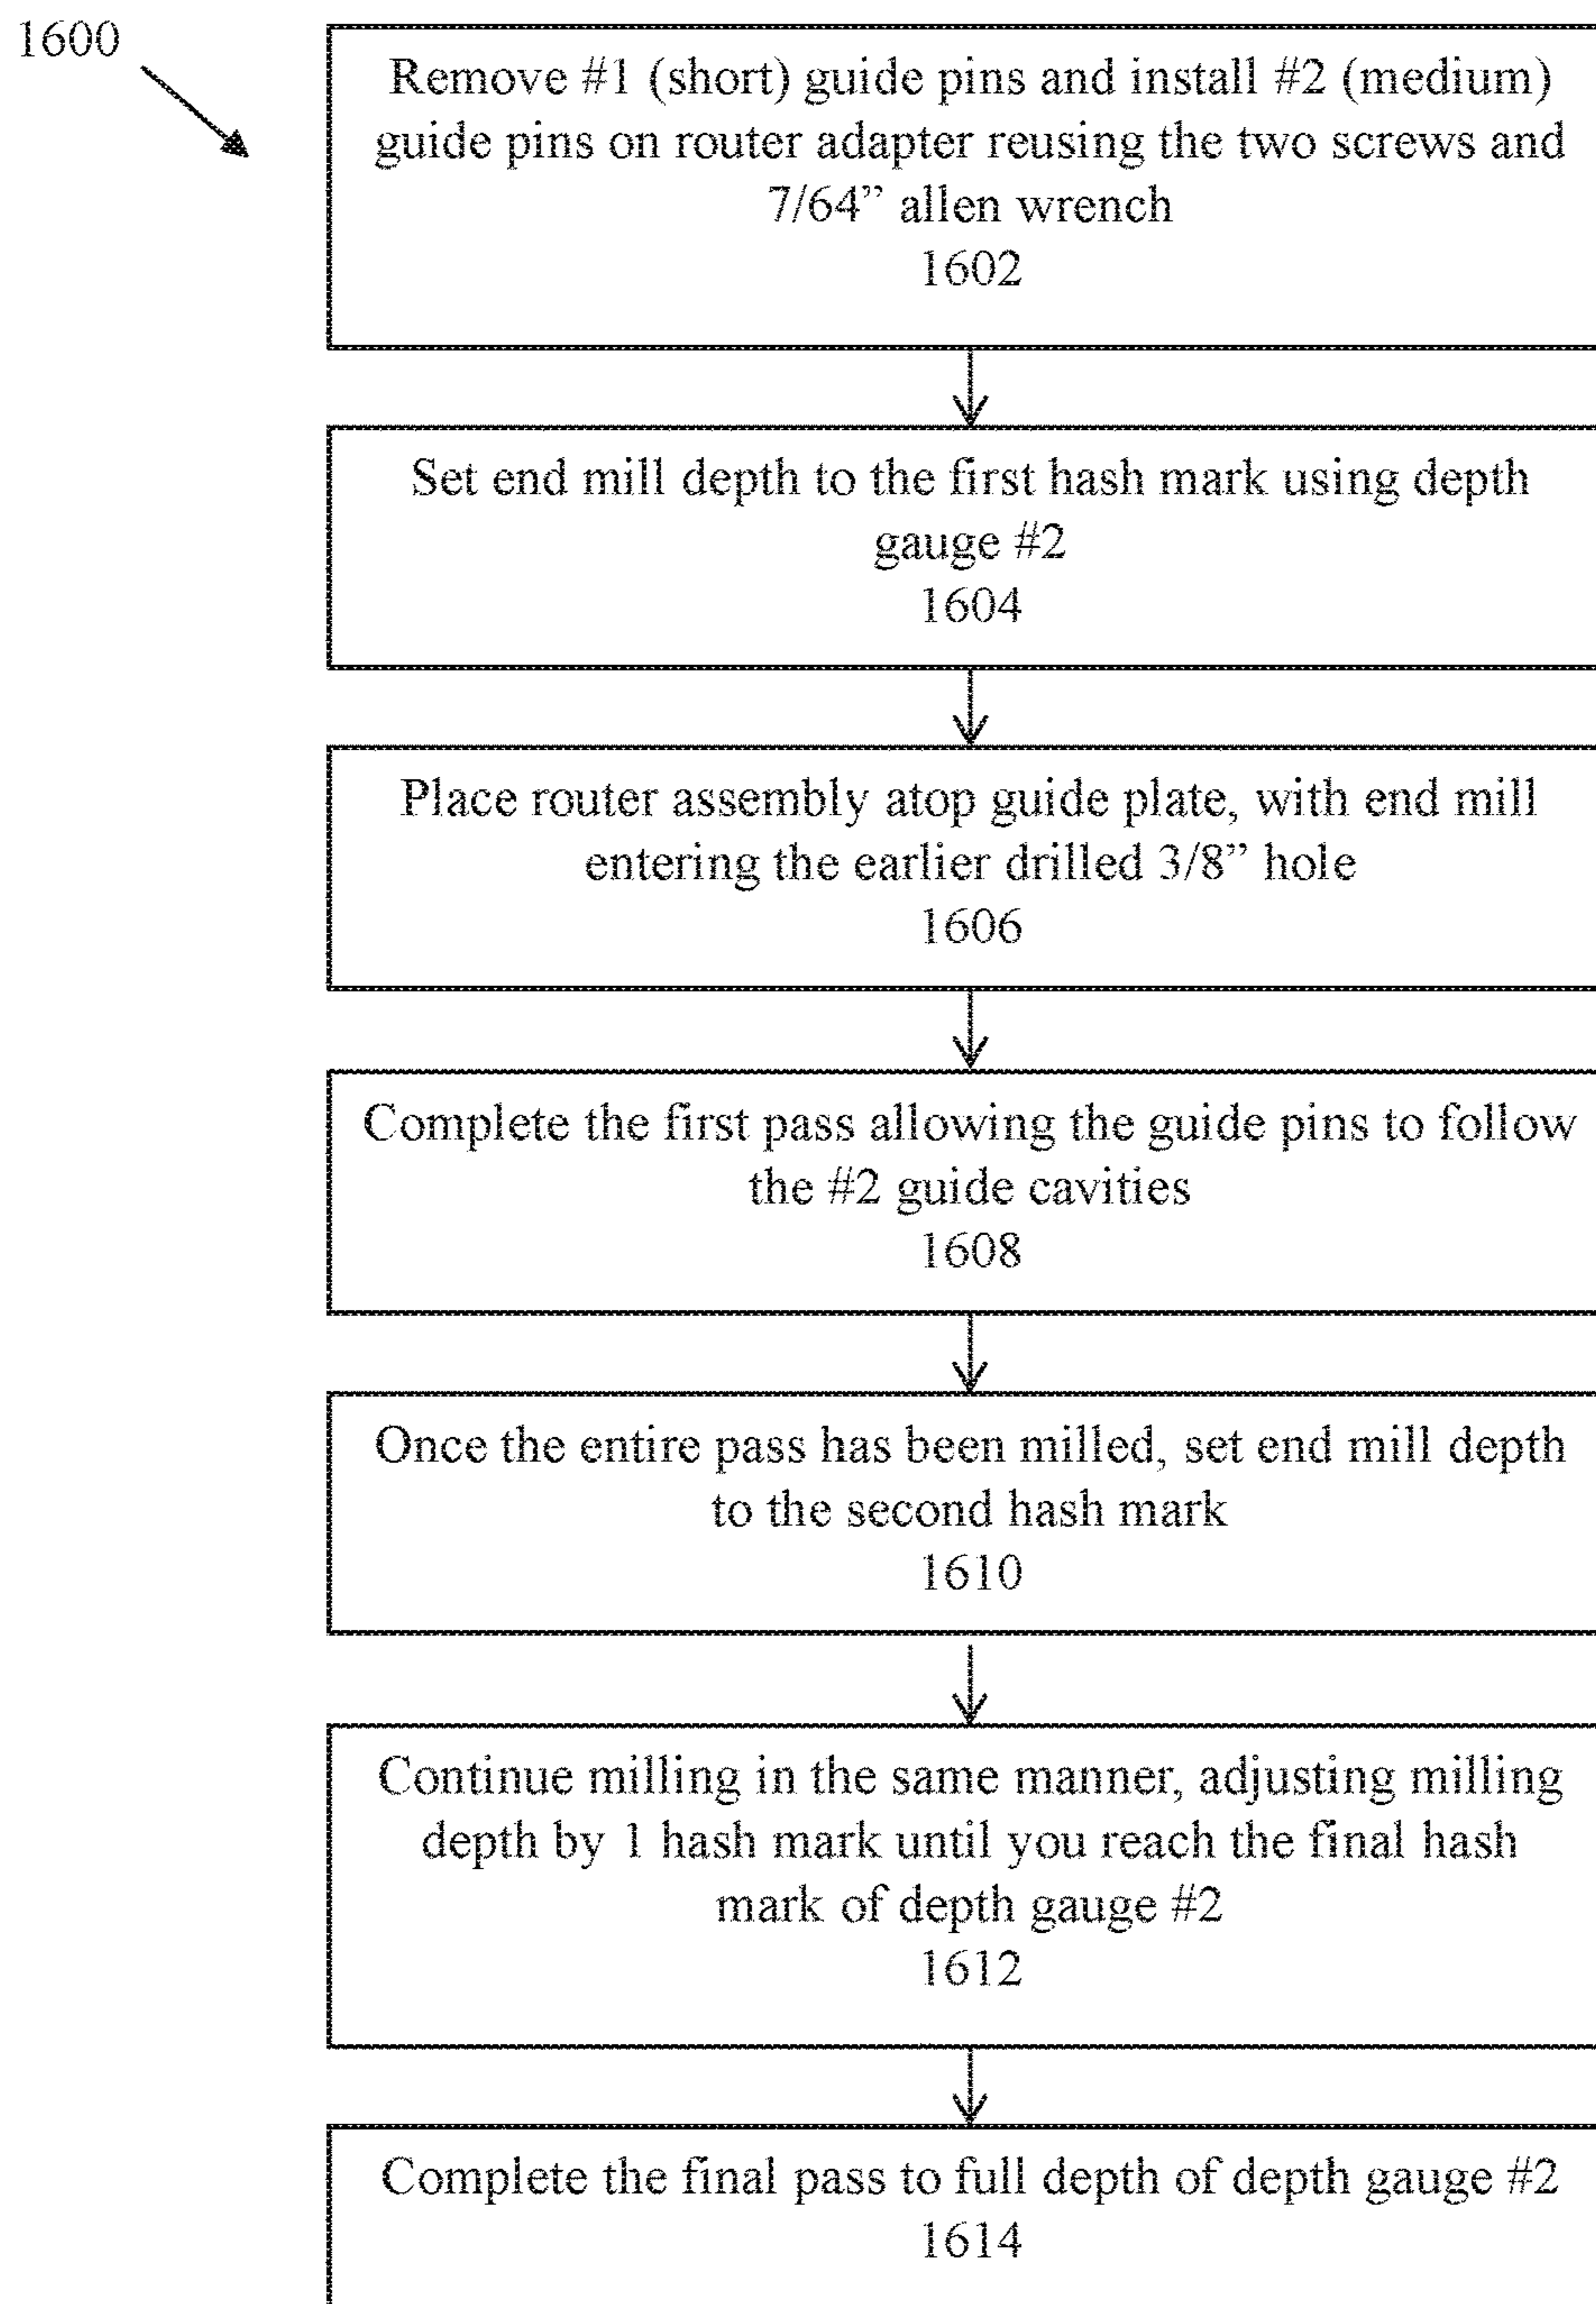 1600
Remove #1 (short) guide pins and install #2 (medium)
guide pins on router adapter reusing the two screws and
7/64” allen wrench
1602
Set end mill depth to the first hash mark using depth
gauge #2
1604
Place router assembly atop guide plate, with end mill
entering the earlier drilled 3/8” hole
1606
Complete the first pass allowing the guide pins to follow
the #2 guide cavities
1608
Once the entire pass has been milled, set end mill depth
to the second hash mark
1610
Continue milling in the same manner, adjusting milling
depth by 1 hash mark until you reach the final hash
mark of depth gauge #2
1612
Complete the final pass to full depth of depth gauge #2
1614